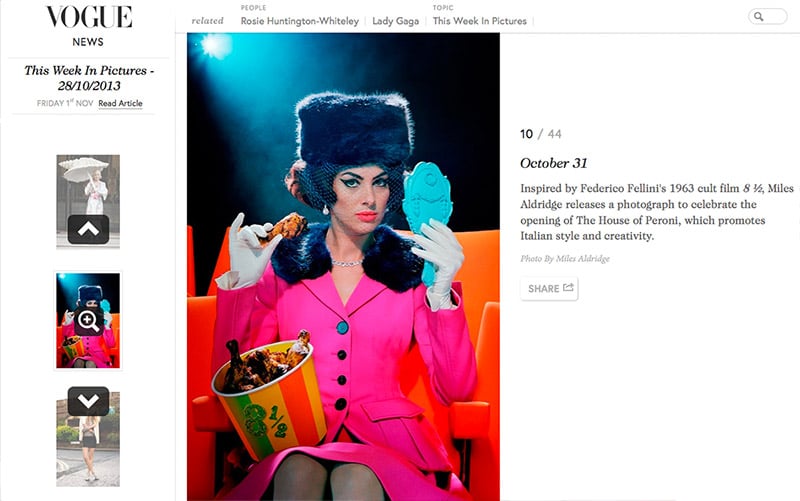 VOGUE
NEWS
This Week In Pictures -
28/10/2013
FRIDAY 1st NOV Read Article
related
PEOPLE
Rosie Huntington-Whiteley
Lady Gaga
TOPIC
This Week In Pictures
10 / 44
October 31
Inspired by Federico Fellini's 1963 cult film 8 ½, Miles
Aldridge releases a photograph to celebrate the
opening of The House of Peroni, which promotes
Italian style and creativity.
Photo By Miles Aldridge
SHARE
8 1/2